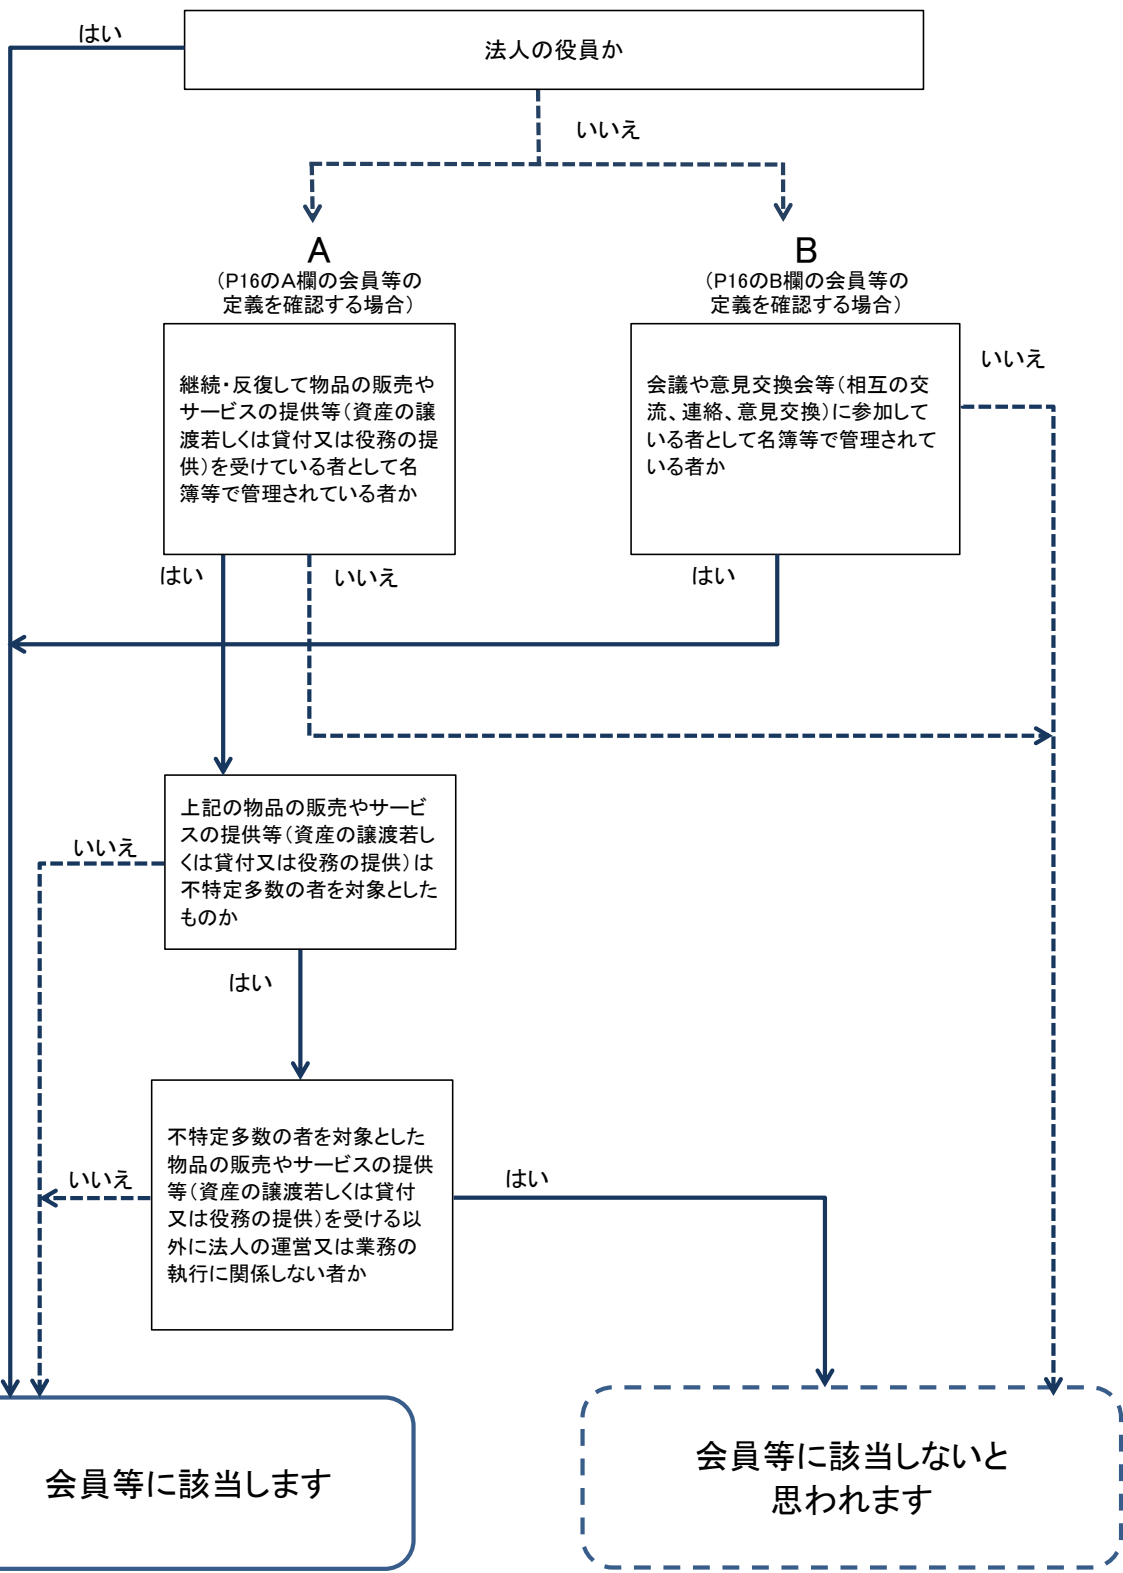 はい
法人の役員か
いいえ
A
(P16のA欄の会員等の
定義を確認する場合)
B
(P16のB欄の会員等の
定義を確認する場合)
継続・反復して物品の販売や
サービスの提供等(資産の譲
渡若しくは貸付又は役務の提
供)を受けている者として名
簿等で管理されている者か
会議や意見交換会等(相互の交
流、連絡、意見交換)に参加して
いる者として名簿等で管理されて
いる者か
いいえ
はい
いいえ
はい
上記の物品の販売やサービ
スの提供等(資産の譲渡若し
くは貸付又は役務の提供)は
不特定多数の者を対象とした
ものか
いいえ
はい
不特定多数の者を対象とした
物品の販売やサービスの提供
等(資産の譲渡若しくは貸付
又は役務の提供)を受ける以
外に法人の運営又は業務の
執行に関係しない者か
いいえ
はい
会員等に該当します
会員等に該当しないと
思われます